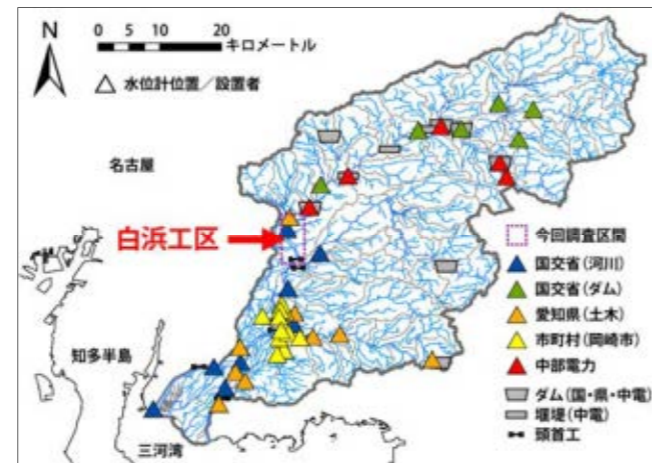 N
0 5 10 20
キロメートル
△ 水位計位置／設置者
名古屋
白浜工区
今回調査区間
国交省(河川)
国交省(ダム)
愛知県(土木)
市町村(岡崎市)
中部電力
ダム(国・県・中電)
堰堤(中電)
頭首工
知多半島
三河湾